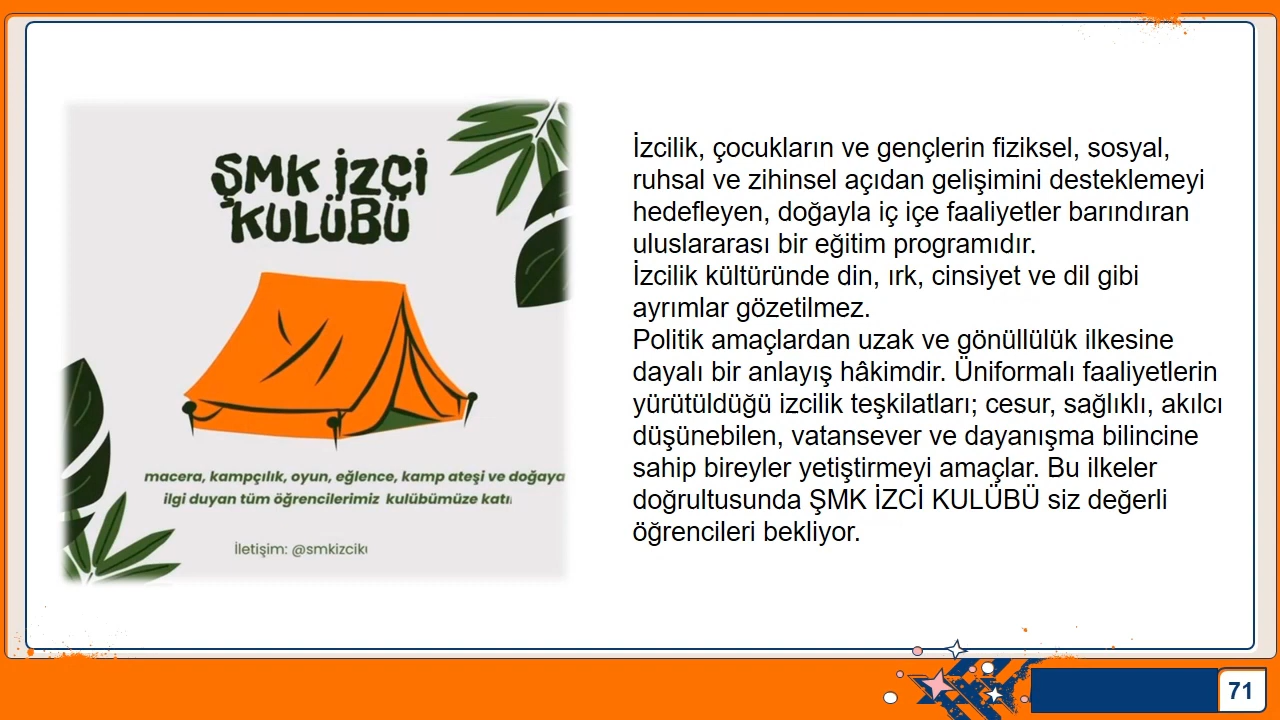 ŞMK İZCİ
KULÜBÜ
macera, kampçılık, oyun, eğlence, kamp ateşi ve doğaya
ilgi duyan tüm öğrencilerimiz kulübümüze
İletişim:
İzcilik, çocukların ve gençlerin fiziksel, sosyal,
ruhsal ve zihinsel açıdan gelişimini desteklemeyi
hedefleyen, doğayla iç içe faaliyetler barındıran
uluslararası bir eğitim programıdır.
İzcilik kültüründe din, ırk, cinsiyet ve dil gibi
ayrımlar gözetilmez.
Politik amaçlardan uzak ve gönüllülük ilkesine
dayalı bir anlayış hâkimdir. Üniformalı faaliyetlerin
yürütüldüğü izcilik teşkilatları; cesur, sağlıklı, akılcı
düşünebilen, vatansever ve dayanışma bilincine
sahip bireyler yetiştirmeyi amaçlar. Bu ilkeler
doğrultusunda ŞMK İZCİ KULÜBÜ siz değerli
öğrencileri bekliyor.
71